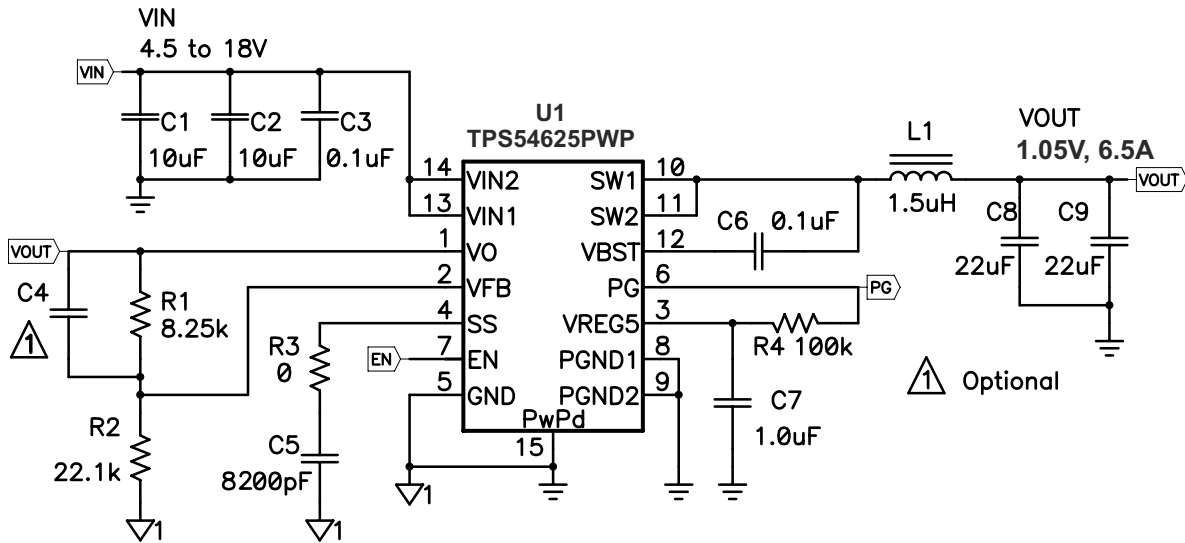 VIN
4.5 to 18V
VIN
C1
10uF
C2
10uF
C3
0.1uF
U1
TPS54625PWP
14 VIN2
13 VIN1
1 VO
2 VFB
4 SS
7 EN
5 GND
PwPd
15
SW1 10
SW2 11
VBST 12
PG 6
VREG5 3
PGND1 8
PGND2 9
L1
1.5uH
VOUT
1.05V, 6.5A
VOUT
C6 0.1uF
C8
22uF
C9
22uF
VOUT
C4
1
R1
8.25k
R2
22.1k
1
R3
0
C5
8200pF
1
EN
1
PG
R4 100k
C7
1.0uF
1 Optional